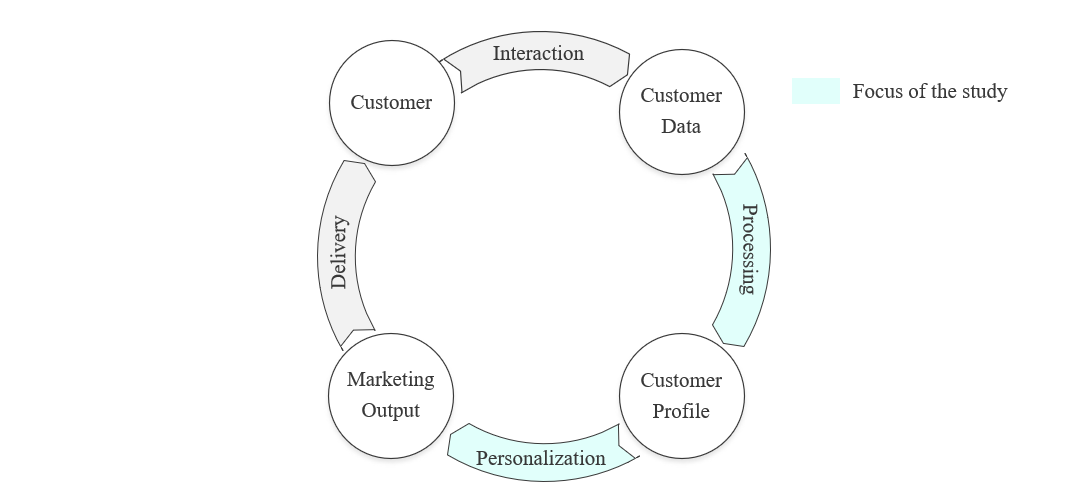 Interaction
Customer
Customer
Data
Focus of the study
Processing
Delivery
Marketing
Output
Customer
Profile
Personalization